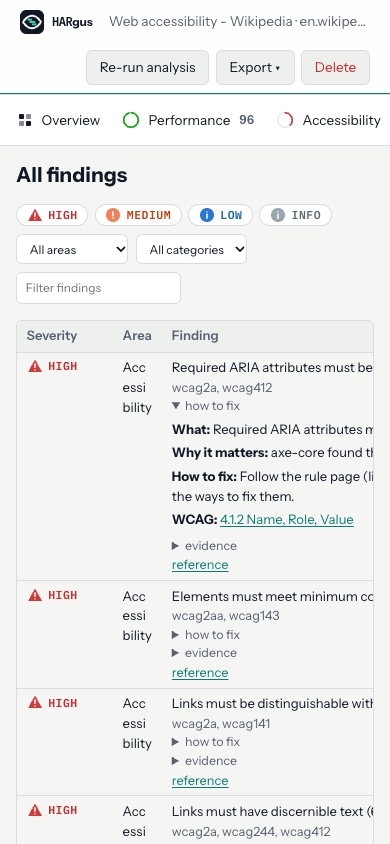 HARgus Web accessibility - Wikipedia · en.wikipe...
Re-run analysis Export ▾ Delete
Overview Performance 96 Accessibility
All findings
HIGH MEDIUM LOW INFO
All areas All categories
Filter findings
Severity Area Finding
HIGH Acc Required ARIA attributes must be
essi wcag2a, wcag412
bility ▼ how to fix
What: Required ARIA attributes m
Why it matters: axe-core found th
How to fix: Follow the rule page (li
the ways to fix them.
WCAG: 4.1.2 Name, Role, Value
▶ evidence
reference
HIGH Acc Elements must meet minimum co
essi wcag2aa, wcag143
bility ▶ how to fix
▶ evidence
reference
HIGH Acc Links must be distinguishable with
essi wcag2a, wcag141
bility ▶ how to fix
▶ evidence
reference
HIGH Acc Links must have discernible text (
essi wcag2a, wcag244, wcag412